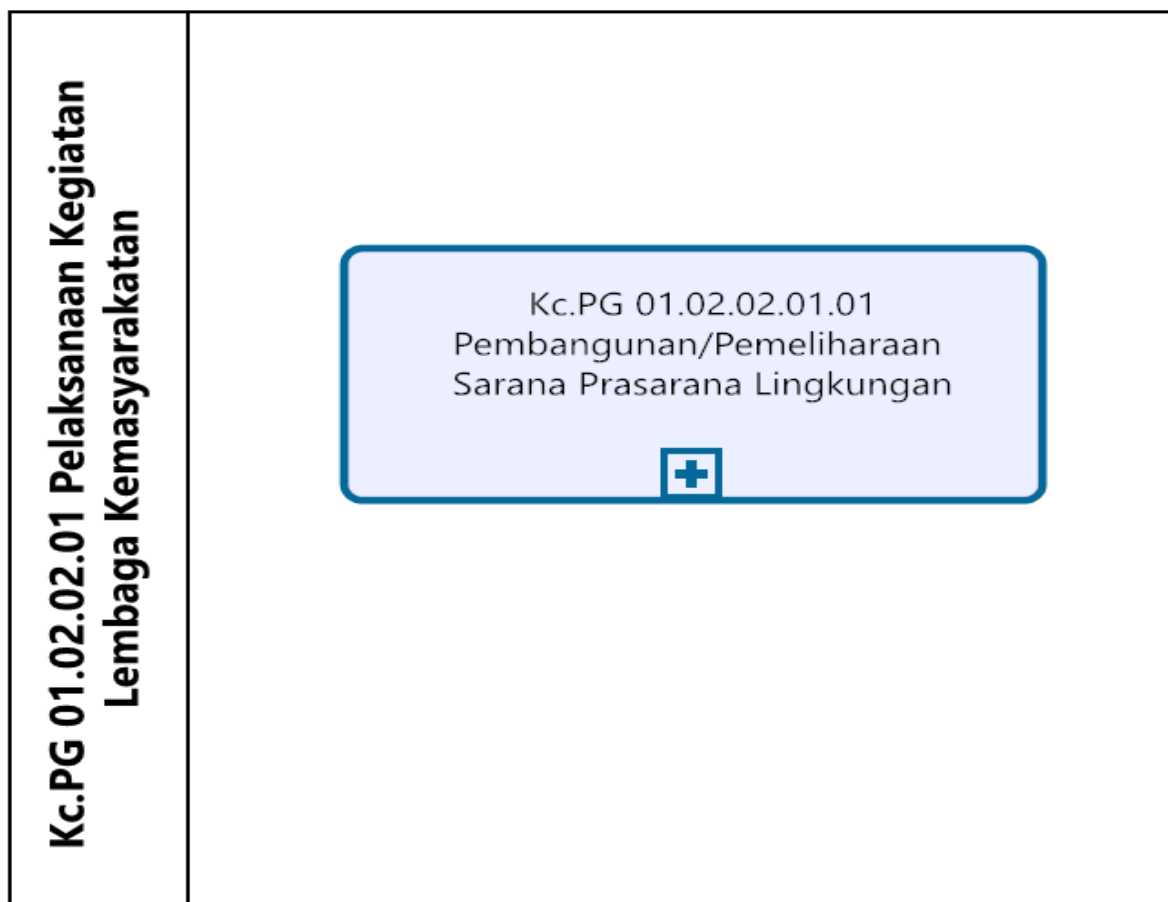 Kc.PG 01.02.02.01 Pelaksanaan Kegiatan
Lembaga Kemasyarakatan
Kc.PG 01.02.02.01.01
Pembangunan/Pemeliharaan
Sarana Prasarana Lingkungan